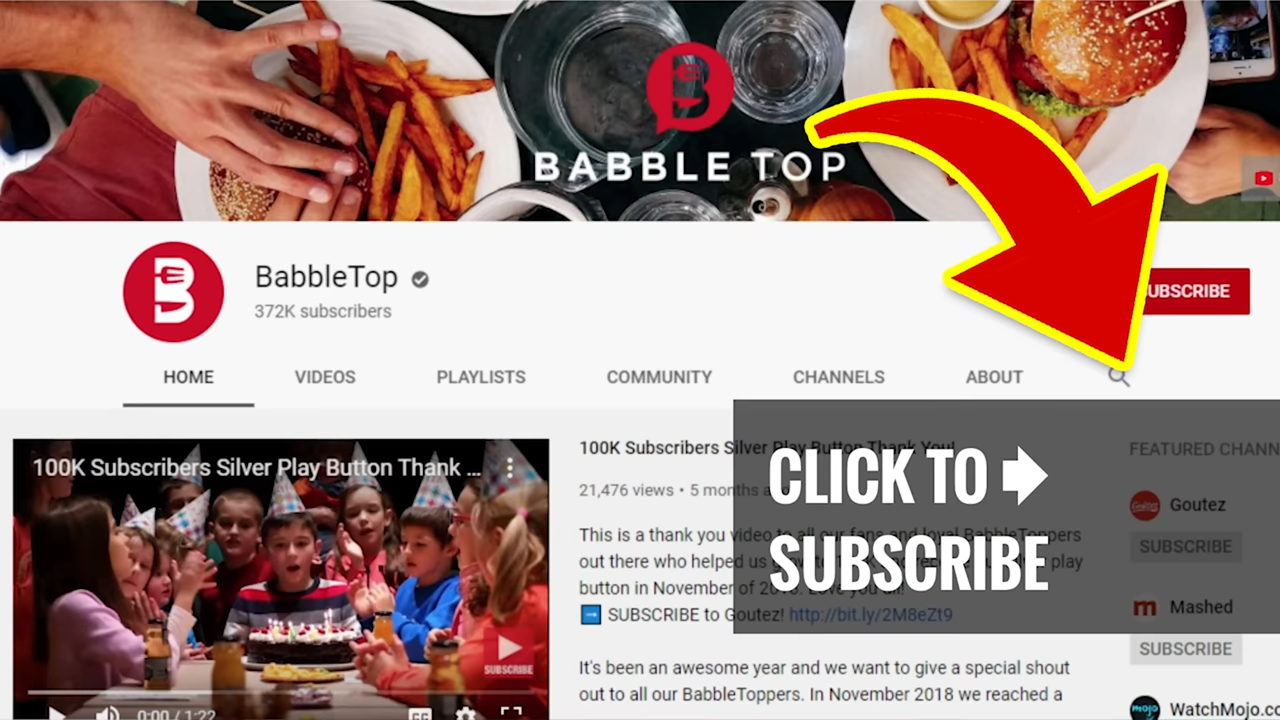 BABBLE TOP
BabbleTop
SUBSCRIBE
372K subscribers
HOME VIDEOS PLAYLISTS COMMUNITY CHANNELS ABOUT
100K Subscribers Silver Play Button Thank ...
SUBSCRIBE
0:00 / 1:22
100K Subscribers Silver Play Button Thank You!
21,476 views • 5 months
This is a thank you video to all our fans and loyal BabbleToppers
out there who helped us play
button in November of
SUBSCRIBE to Goutez! http://bit.ly/2M8eZt9
It's been an awesome year and we want to give a special shout
out to all our BabbleToppers. In November 2018 we reached a
CLICK TO
SUBSCRIBE
FEATURED CHANN
Goutez
SUBSCRIBE
Mashed
SUBSCRIBE
mojo WatchMojo.co